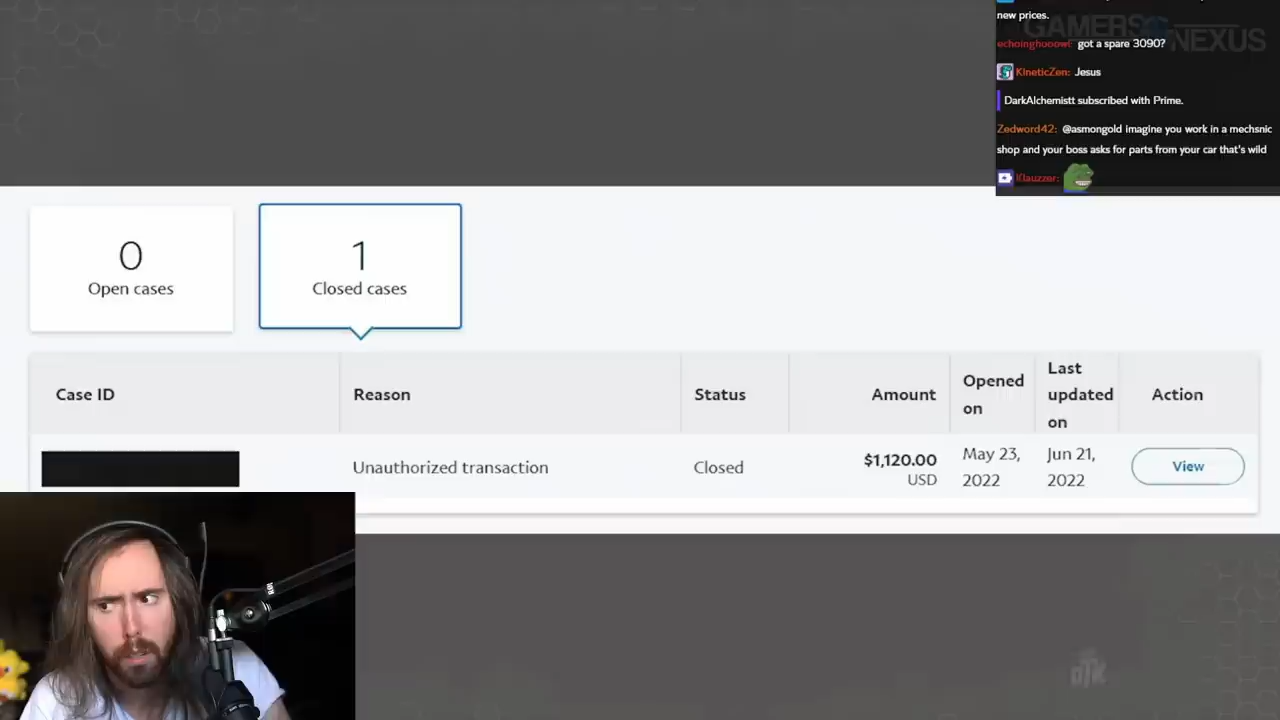 new prices.
GAMERS NEXUS
echoinghooowl: got a spare 3090?
KineticZen: Jesus
DarkAlchemistt subscribed with Prime.
Zedword42: @asmongold imagine you work in a mechsnic
shop and your boss asks for parts from your car that's wild
0
Open cases
1
Closed cases
Case ID
Reason
Status
Amount
Opened
on
Last
updated
on
Action
Unauthorized transaction
Closed
$1,120.00
USD
May 23,
2022
Jun 21,
2022
View